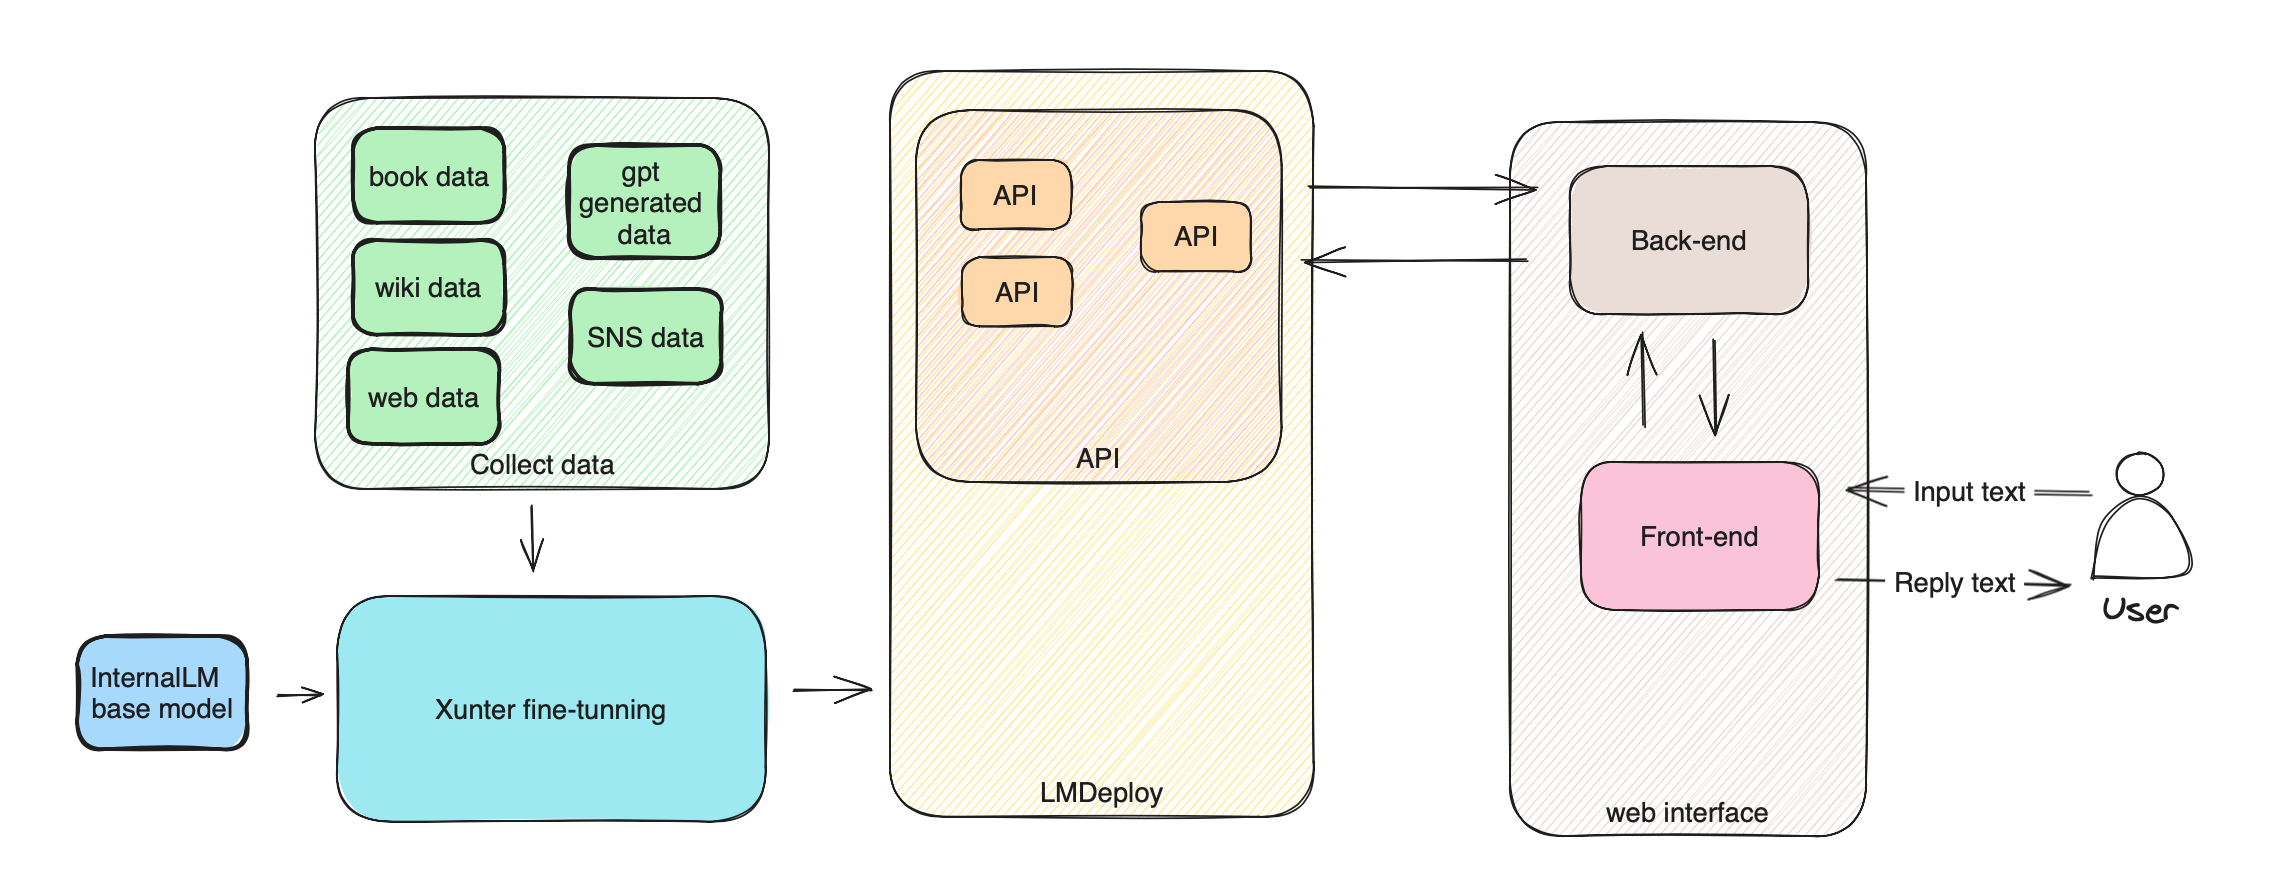 book data
gpt
generated
data
wiki data
SNS data
web data
Collect data
InternalLM
base model
Xunter fine-tunning
API
API
API
API
LMDeploy
Back-end
Front-end
web interface
Input text
Reply text
User